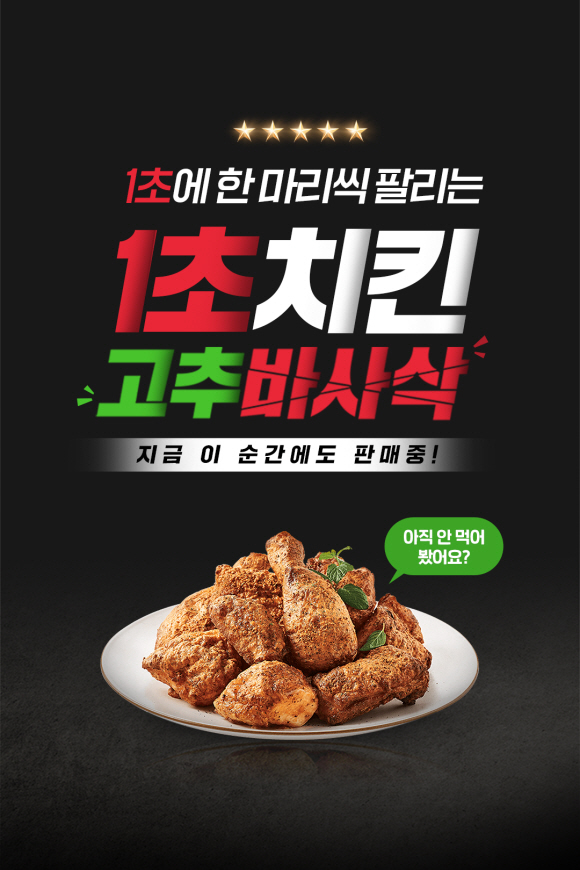 1초에 한 마리씩 팔리는
1초치킨
고추바사삭
지금 이 순간에도 판매중!
아직 안 먹어
봤어요?